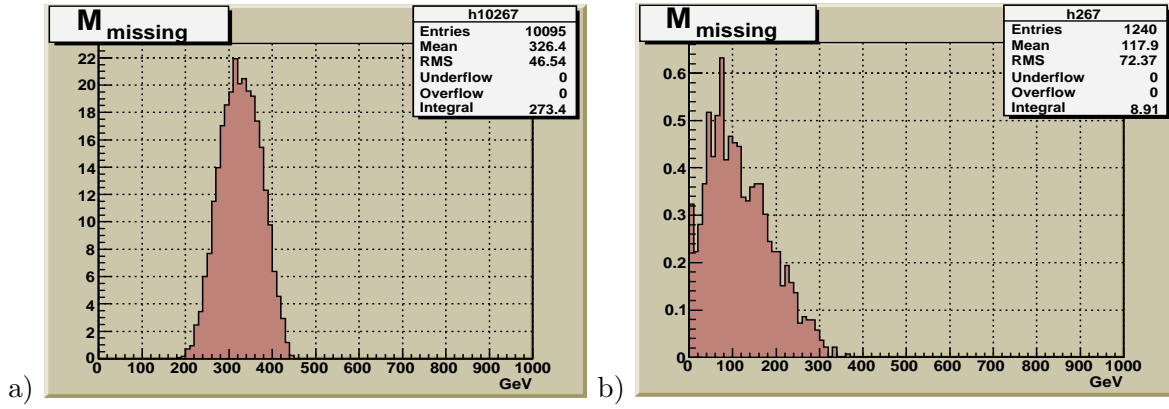 M missing
h10267
Entries 10095
Mean 326.4
RMS 46.54
Underflow 0
Overflow 0
Integral 273.4
22
20
18
16
14
12
10
8
6
4
2
0
0 100 200 300 400 500 600 700 800 900 1000
GeV
a)
M missing
h267
Entries 1240
Mean 117.9
RMS 72.37
Underflow 0
Overflow 0
Integral 8.91
0.6
0.5
0.4
0.3
0.2
0.1
0
0 100 200 300 400 500 600 700 800 900 1000
GeV
b)